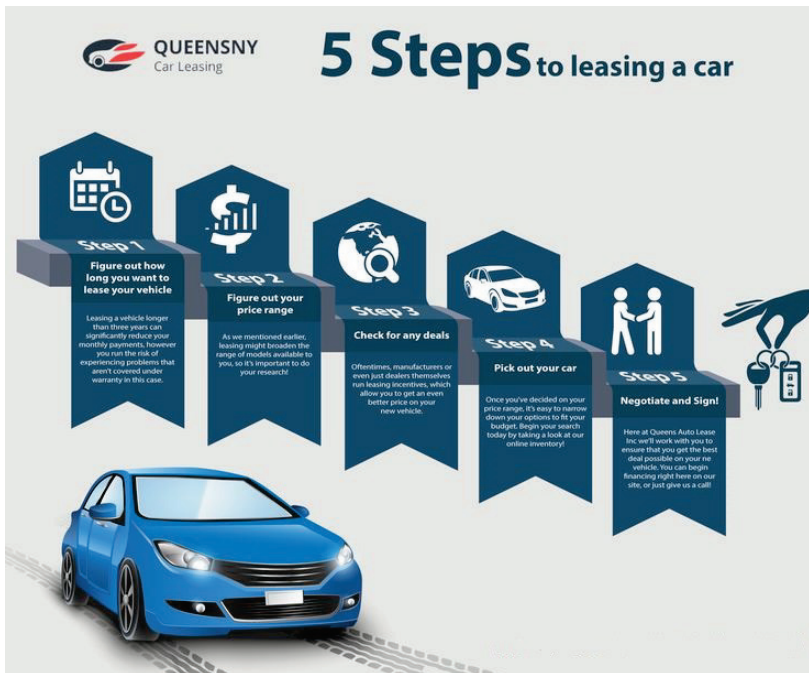 QUEENSNY
Car Leasing
5 Steps to leasing a car
Step 1
Figure out how
long you want to
lease your vehicle
Leasing a vehicle longer
than three years can
significantly reduce your
monthly payments, however
you run the risk of
experiencing problems that
aren't covered under
warranty in this case.
Step 2
Figure out your
price range
As we mentioned earlier,
leasing might broaden the
range of models available to
you, so it's important to do
your research!
Step 3
Check for any deals
Oftentimes, manufacturers or
even just dealers themselves
run leasing incentives, which
allow you to get an even
better price on your
new vehicle.
Step 4
Pick out your car
Once you've decided on your
price range, it's easy to narrow
down your options to fit your
budget. Begin your search
today by taking a look at our
online inventory!
Step 5
Negotiate and Sign!
Here at Queens Auto Lease
Inc we'll work with you to
ensure that you get the best
deal possible on your ne
vehicle. You can begin
financing right here on our
site, or just give us a call!